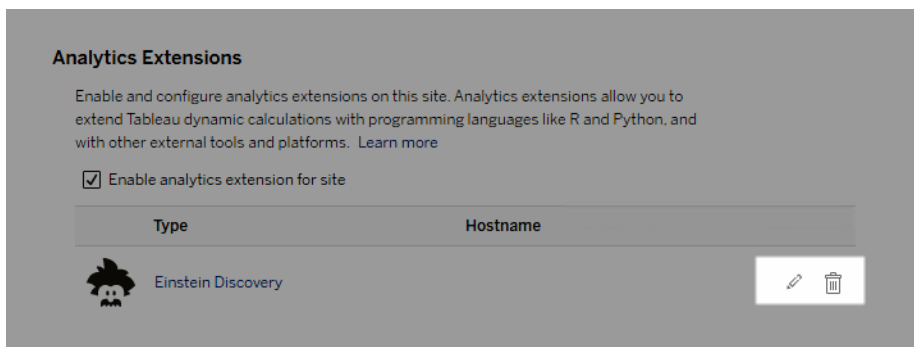 Analytics Extensions
Enable and configure analytics extensions on this site. Analytics extensions allow you to
extend Tableau dynamic calculations with programming languages like R and Python, and
with other external tools and platforms. Learn more
Enable analytics extension for site
Type Hostname
Einstein Discovery